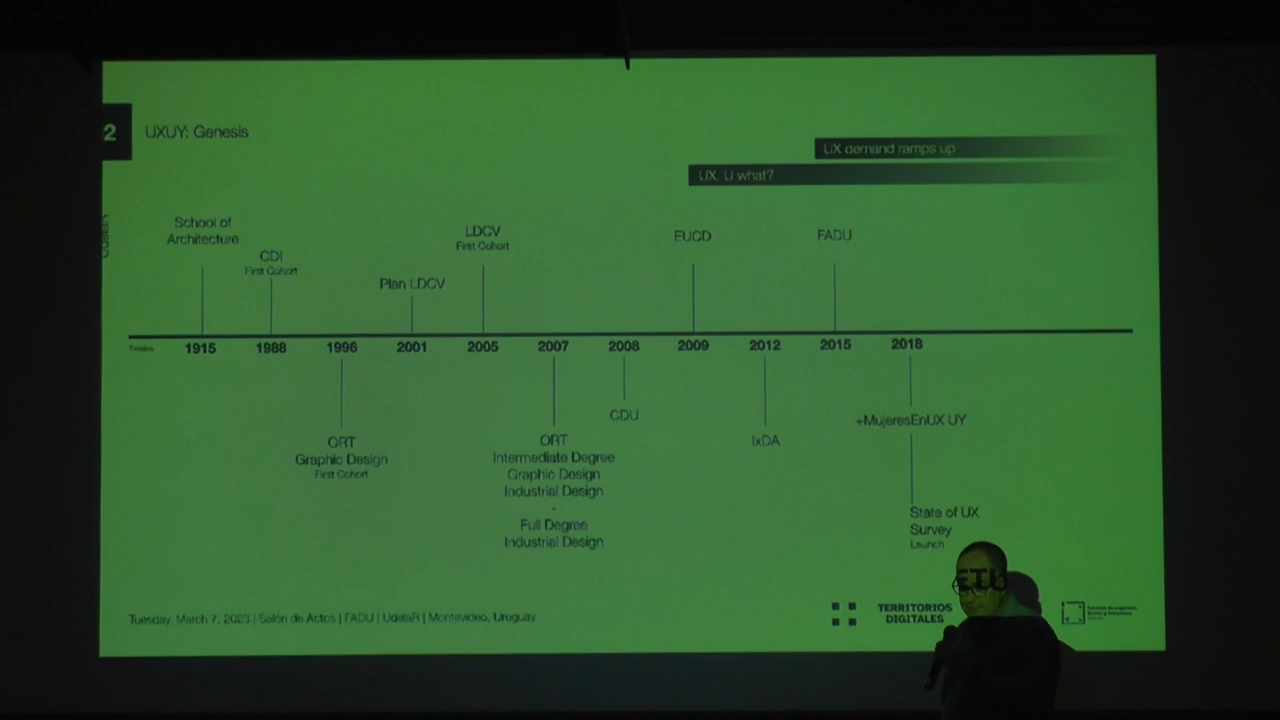 2
UXUY: Genesis
UX demand ramps up
UX. U what?
School of
Architecture
CDI
First Cohort
Plan LDCV
LDCV
First Cohort
EUCD
FADU
1915 1988 1996 2001 2005 2007 2008 2009 2012 2015 2018
ORT
Graphic Design
First Cohort
ORT
Intermediate Degree
Graphic Design
Industrial Design
-
Full Degree
Industrial Design
CDU
IxDA
+MujeresEnUX UY
State of UX
Survey
Launch
Tuesday, March 7, 2023 | Salón de Actos | FADU | UdelaR | Montevideo, Uruguay
TERRITORIOS
DIGITALES